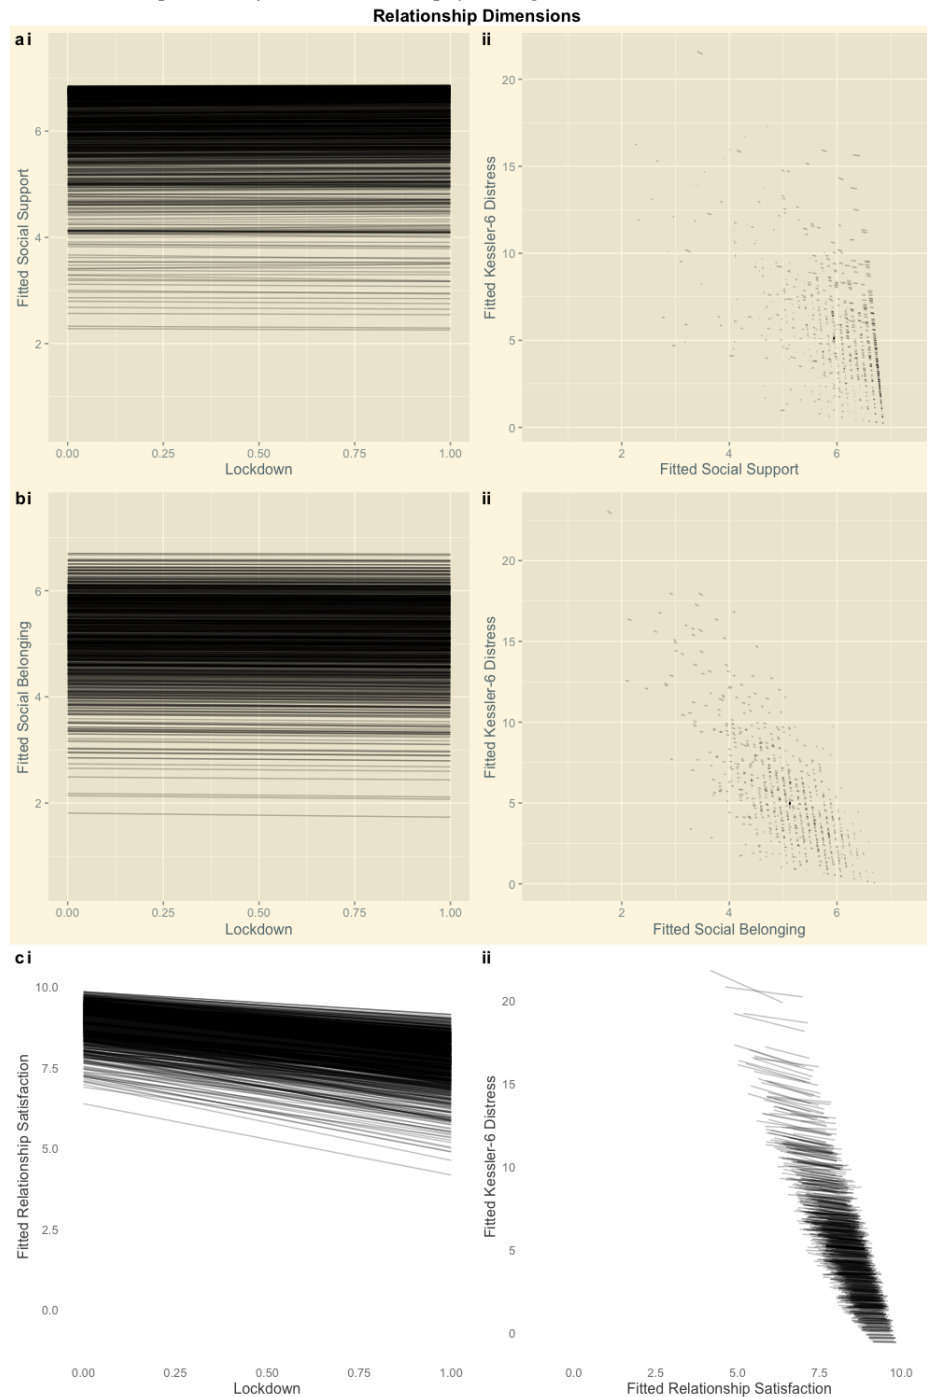 Relationship Dimensions
a i
ii
Fitted Social Support
6
4
2
0.00 0.25 0.50 0.75 1.00
Lockdown
Fitted Kessler-6 Distress
20
15
10
5
0
2 4 6
Fitted Social Support
b i
ii
Fitted Social Belonging
6
4
2
0.00 0.25 0.50 0.75 1.00
Lockdown
Fitted Kessler-6 Distress
20
15
10
5
0
2 4 6
Fitted Social Belonging
c i
ii
Fitted Relationship Satisfaction
10.0
7.5
5.0
2.5
0.0
0.00 0.25 0.50 0.75 1.00
Lockdown
Fitted Kessler-6 Distress
20
15
10
5
0
0.0 2.5 5.0 7.5 10.0
Fitted Relationship Satisfaction